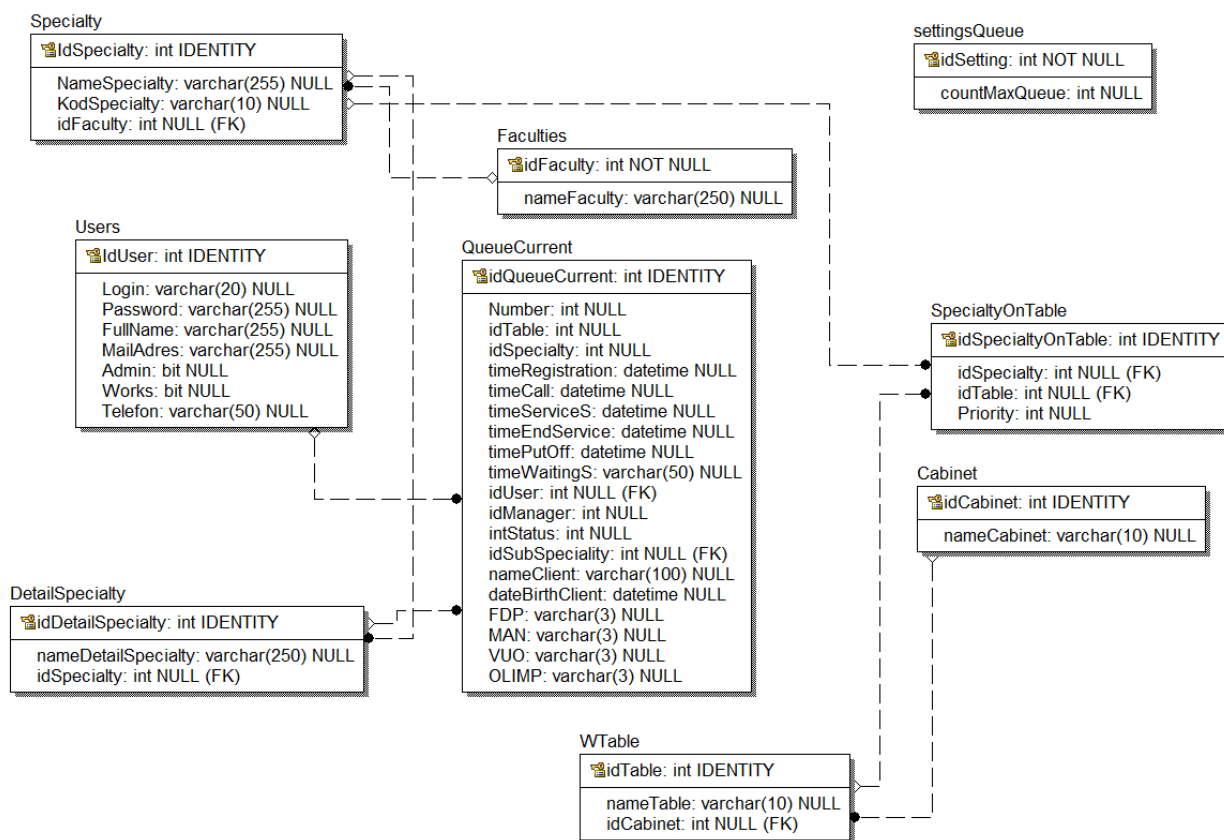 Specialty
IdSpecialty: int IDENTITY
NameSpecialty: varchar(255) NULL
KodSpecialty: varchar(10) NULL
idFaculty: int NULL (FK)
settingsQueue
idSetting: int NOT NULL
countMaxQueue: int NULL
Faculties
idFaculty: int NOT NULL
nameFaculty: varchar(250) NULL
Users
IdUser: int IDENTITY
Login: varchar(20) NULL
Password: varchar(255) NULL
FullName: varchar(255) NULL
MailAdres: varchar(255) NULL
Admin: bit NULL
Works: bit NULL
Telefon: varchar(50) NULL
QueueCurrent
idQueueCurrent: int IDENTITY
Number: int NULL
idTable: int NULL
idSpecialty: int NULL
timeRegistration: datetime NULL
timeCall: datetime NULL
timeServiceS: datetime NULL
timeEndService: datetime NULL
timePutOff: datetime NULL
timeWaitingS: varchar(50) NULL
idUser: int NULL (FK)
idManager: int NULL
intStatus: int NULL
idSubSpeciality: int NULL (FK)
nameClient: varchar(100) NULL
dateBirthClient: datetime NULL
FDP: varchar(3) NULL
MAN: varchar(3) NULL
VUO: varchar(3) NULL
OLIMP: varchar(3) NULL
SpecialtyOnTable
idSpecialtyOnTable: int IDENTITY
idSpecialty: int NULL (FK)
idTable: int NULL (FK)
Priority: int NULL
Cabinet
idCabinet: int IDENTITY
nameCabinet: varchar(10) NULL
DetailSpecialty
idDetailSpecialty: int IDENTITY
nameDetailSpecialty: varchar(250) NULL
idSpecialty: int NULL (FK)
WTable
idTable: int IDENTITY
nameTable: varchar(10) NULL
idCabinet: int NULL (FK)